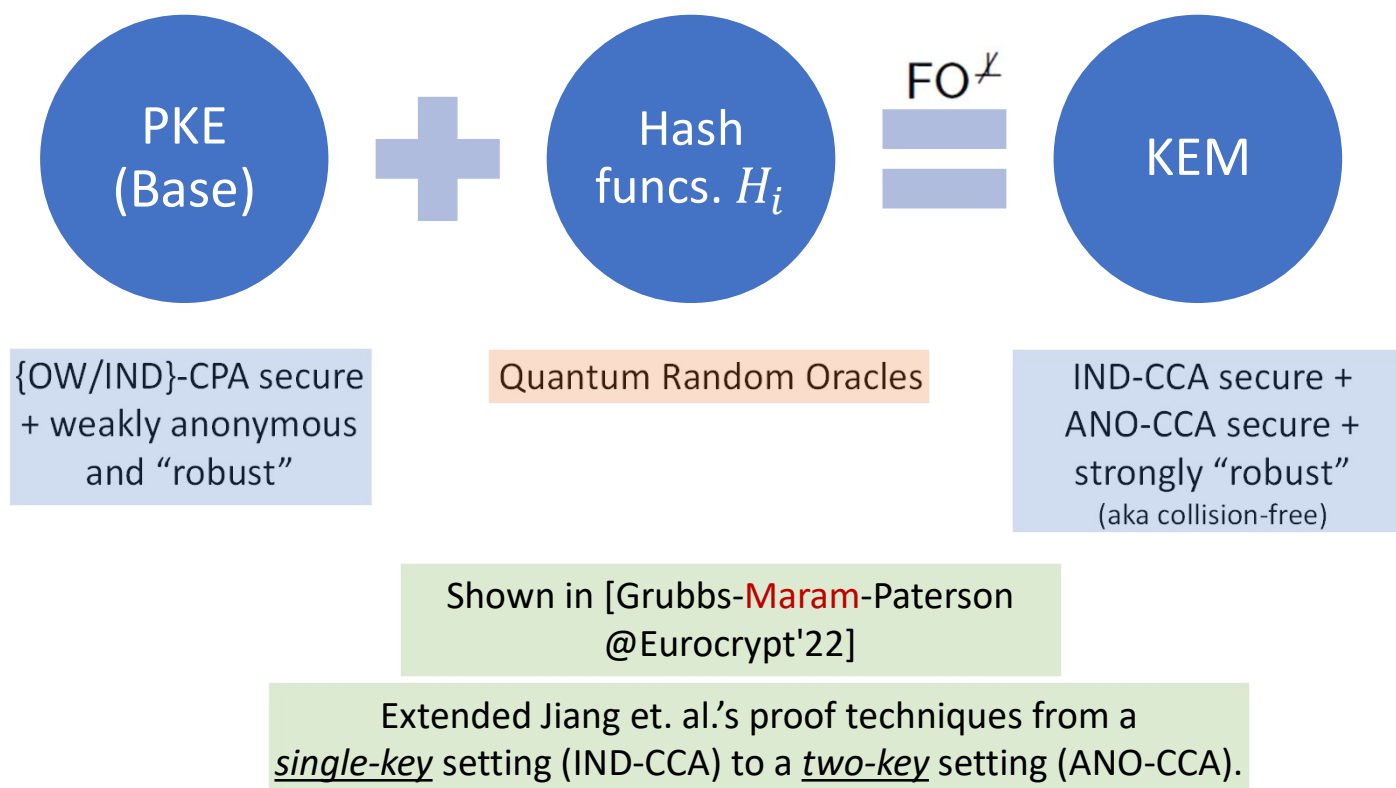 PKE
(Base)
Hash
funcs. H_i
FO^⊥̸
KEM
{OW/IND}-CPA secure
+ weakly anonymous
and “robust”
Quantum Random Oracles
IND-CCA secure +
ANO-CCA secure +
strongly “robust”
(aka collision-free)
Shown in [Grubbs-Maram-Paterson
@Eurocrypt'22]
Extended Jiang et. al.’s proof techniques from a
single-key setting (IND-CCA) to a two-key setting (ANO-CCA).